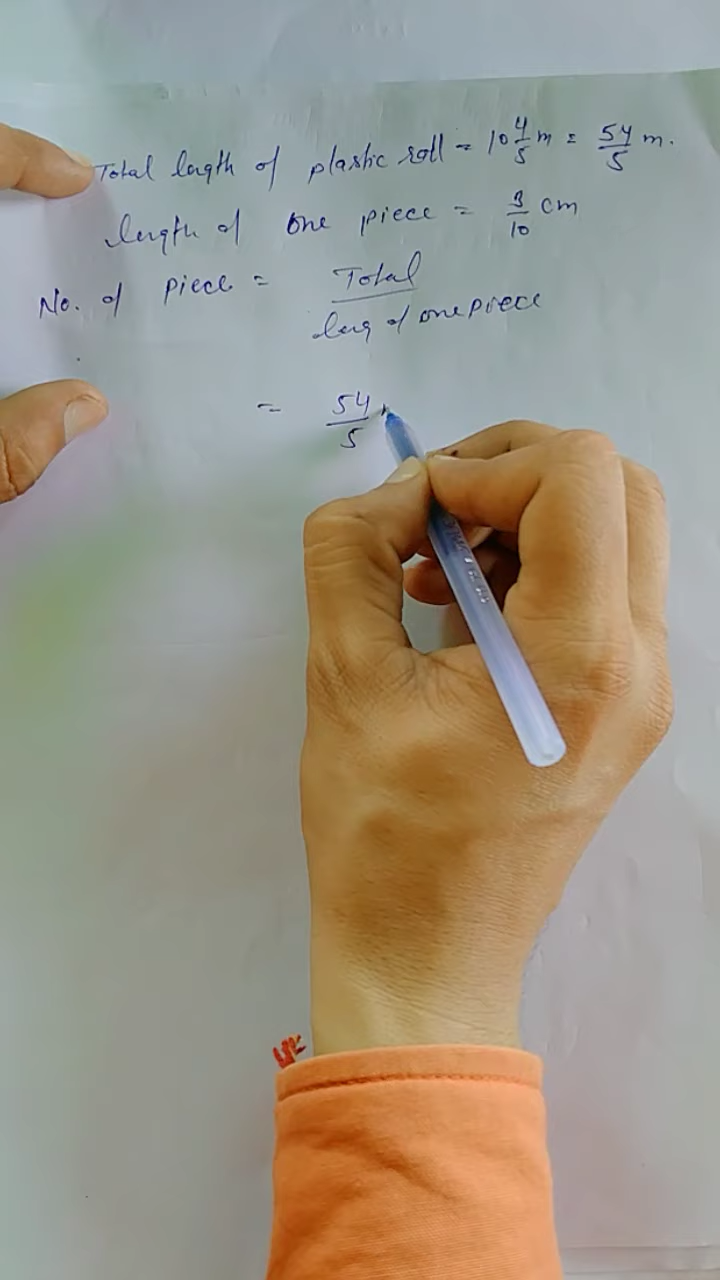 Total length of plastic roll = 10 4/5 m = 54/5 m.
length of one piece = 3/10 cm
No. of piece = Total / leng of one piece
= 54/5